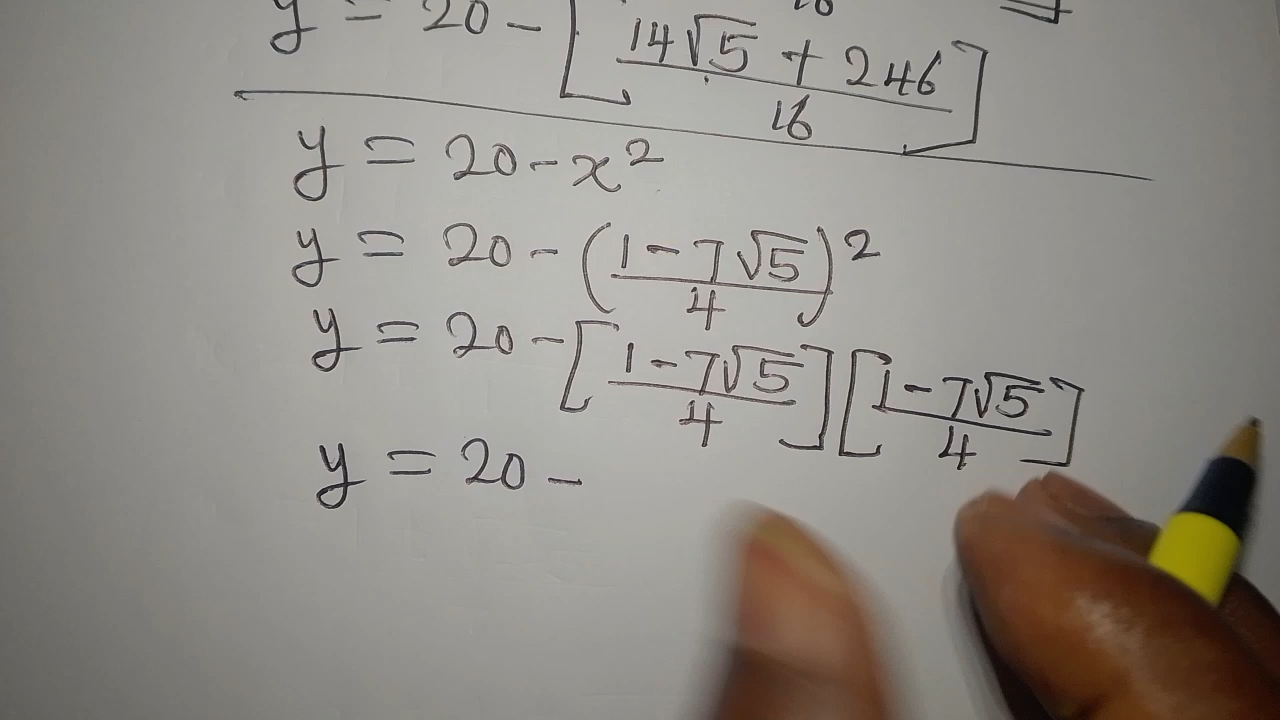 y = 20 - [14√5 + 246 / 16]
y = 20 - x²
y = 20 - (1 - 7√5 / 4)²
y = 20 - [1 - 7√5 / 4][1 - 7√5 / 4]
y = 20 -